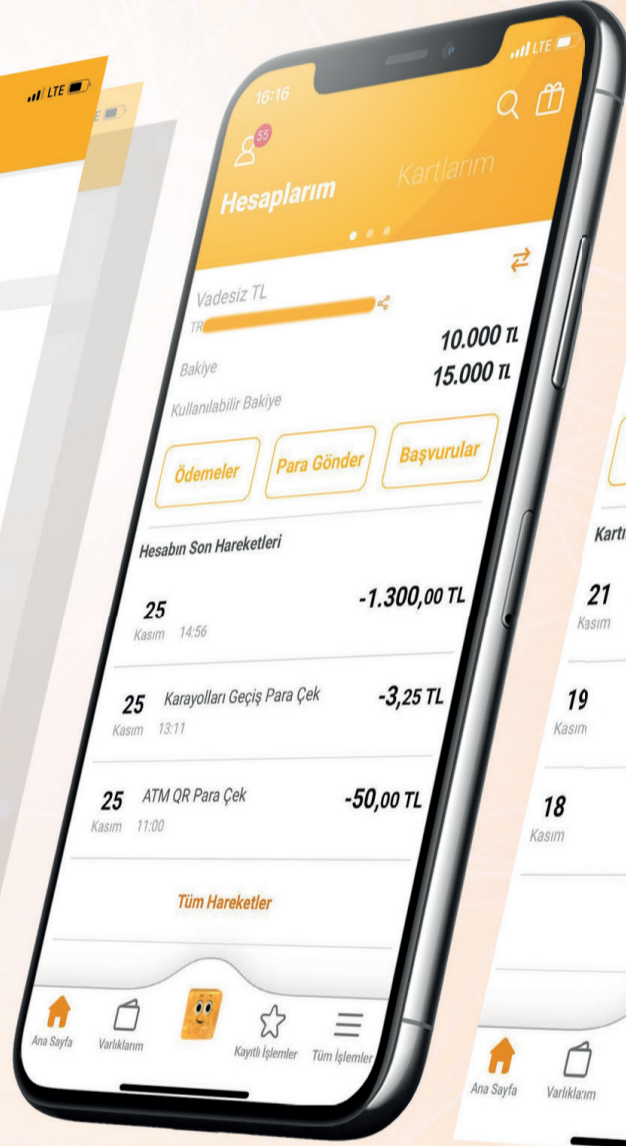 LTE
E
16:16
LTE
55
Hesaplarım
Kartlarım
Vadesiz TL
TR
Bakiye
10.000 TL
Kullanılabilir Bakiye
15.000 TL
Ödemeler
Para Gönder
Başvurular
Hesabın Son Hareketleri
25
Kasım 14:56
-1.300,00 TL
25 Karayolları Geçiş Para Çek -3,25 TL
Kasım 13:11
25 ATM QR Para Çek -50,00 TL
Kasım 11:00
Tüm Hareketler
Ana Sayfa
Varlıklarım
Kayıtlı İşlemler
Tüm İşlemler
Kartı
21
Kasım
19
Kasım
18
Kasım
Ana Sayfa
Varlıklarım